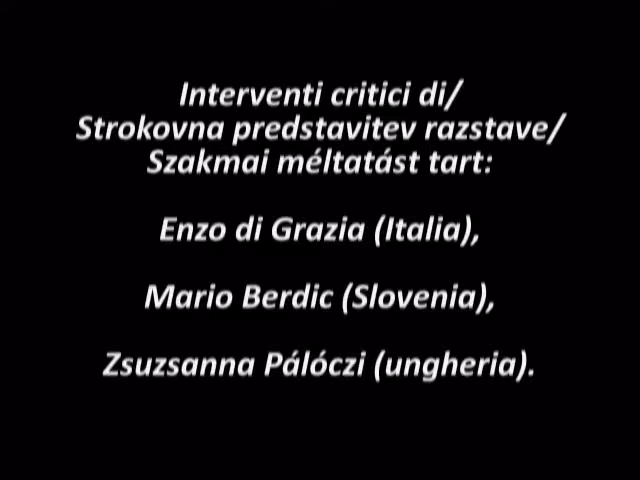 Interventi critici di/
Strokovna predstavitev razstave/
Szakmai méltatást tart:
Enzo di Grazia (Italia),
Mario Berdic (Slovenia),
Zsuzsanna Pálóczi (ungheria).